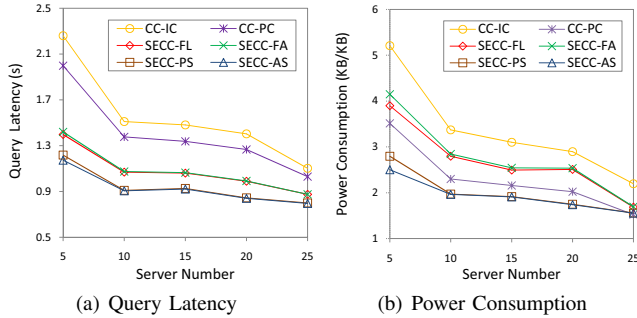 2.5
2.1
1.7
1.3
0.9
0.5
Query Latency (s)
CC-IC
CC-PC
SECC-FL
SECC-FA
SECC-PS
SECC-AS
5
10
15
20
25
Server Number
(a) Query Latency
6
5
4
3
2
1
Power Consumption (KB/KB)
CC-IC
CC-PC
SECC-FL
SECC-FA
SECC-PS
SECC-AS
5
10
15
20
25
Server Number
(b) Power Consumption